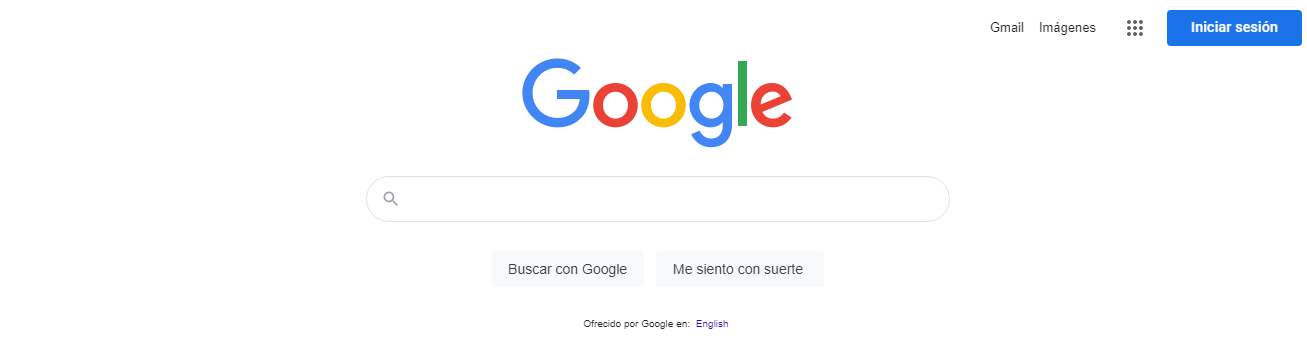 Gmail Imágenes Iniciar sesión
Google
Buscar con Google Me siento con suerte
Ofrecido por Google en: English